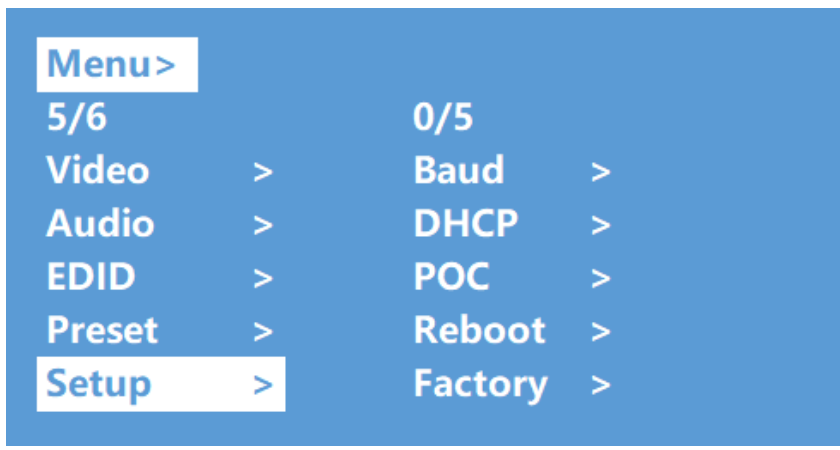 Menu>
5/6 0/5
Video > Baud >
Audio > DHCP >
EDID > POC >
Preset > Reboot >
Setup > Factory >